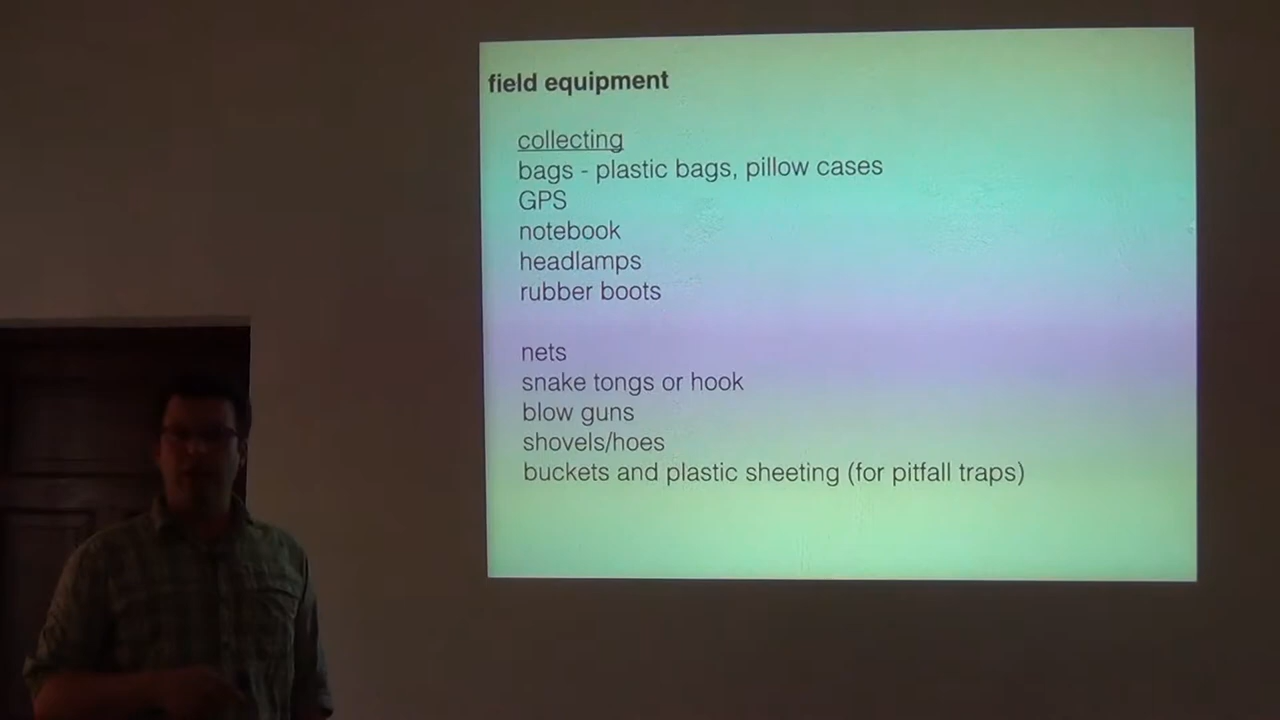 field equipment
collecting
bags - plastic bags, pillow cases
GPS
notebook
headlamps
rubber boots
nets
snake tongs or hook
blow guns
shovels/hoes
buckets and plastic sheeting (for pitfall traps)